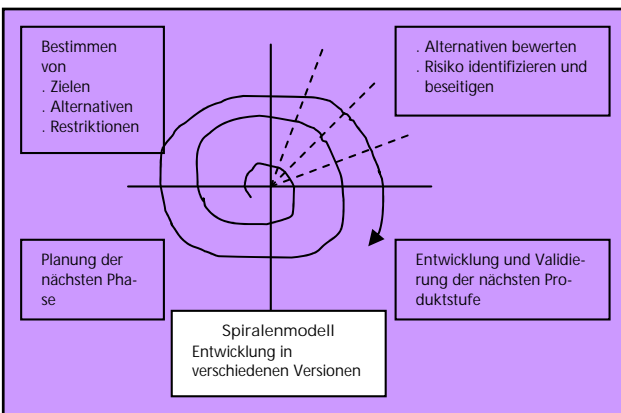 Bestimmen
von
. Ziele​n
. Alternativen
. Restriktionen
. Alternativen bewerten
. Risiko identifizieren und
beseitigen
Planung der
nächsten Pha-
se
Entwicklung und Validie-
rung der nächsten Pro-
duktstufe
Spiralenmodell
Entwicklung in
verschiedenen Versionen